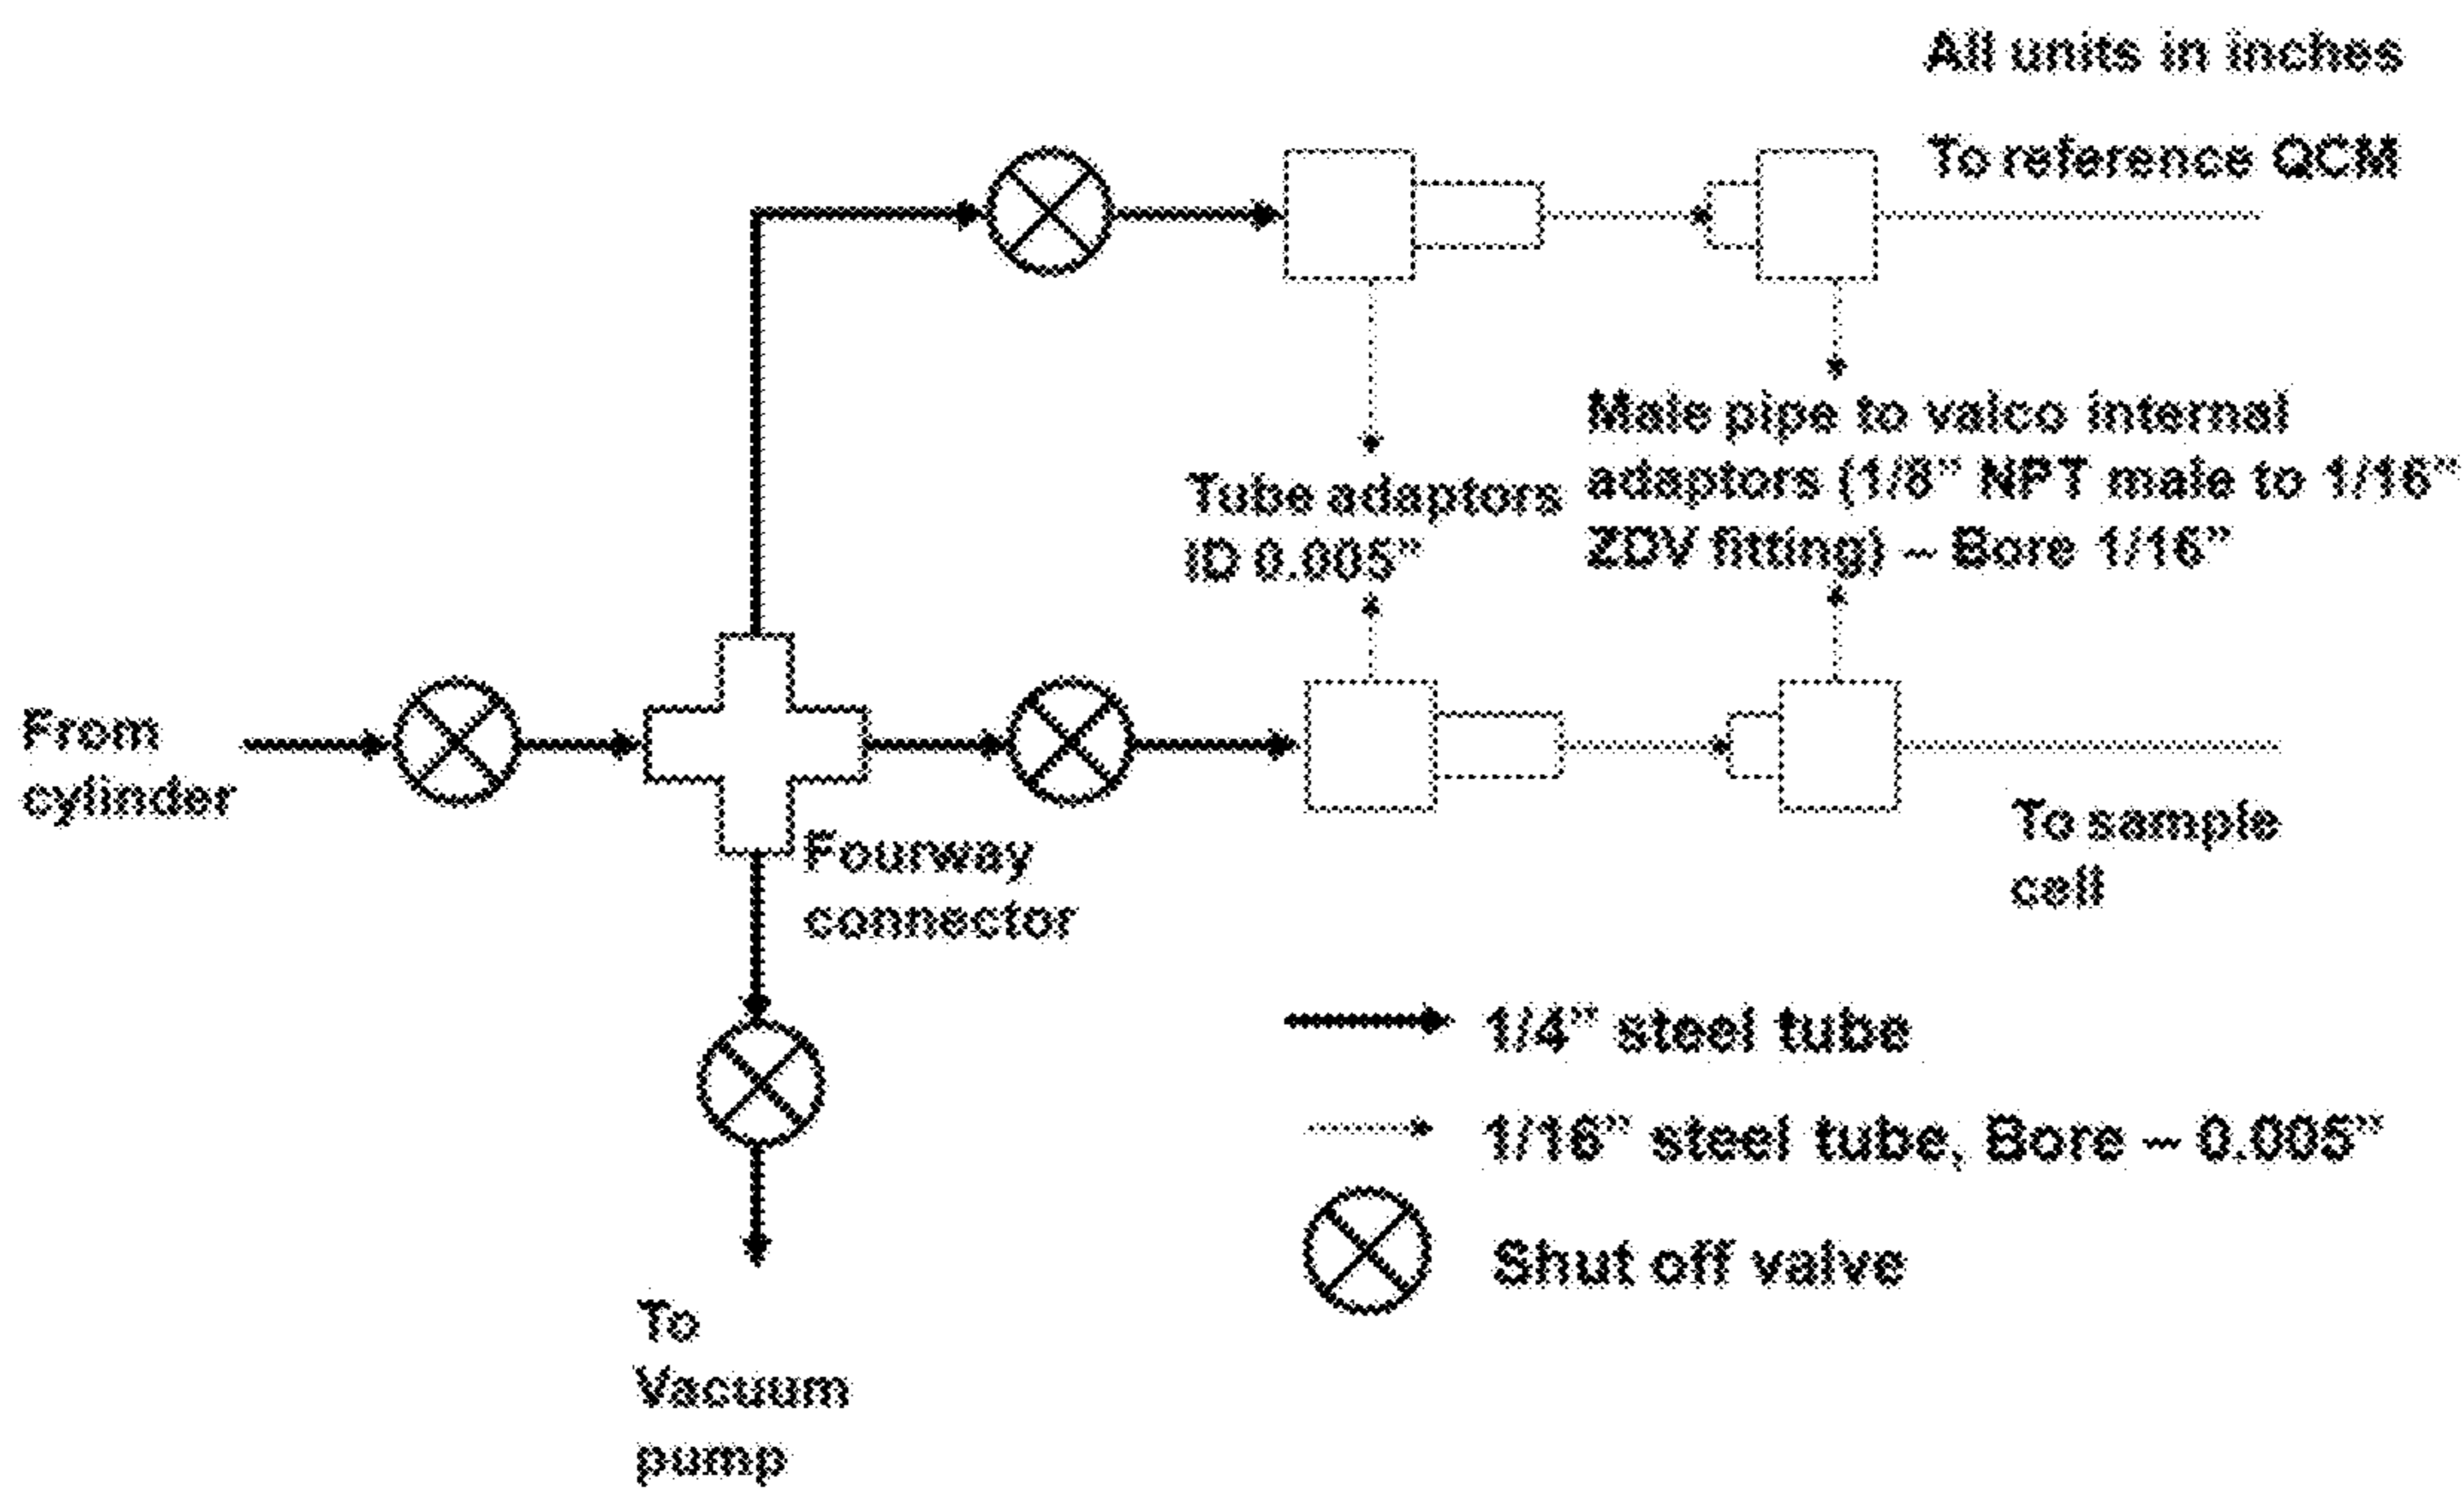 All units in inches
To reference QCM
Male pipe to valco internal
adaptors (1/8" NPT male to 1/16"
ZDV fitting) ~ Bore 1/16"
Tube adaptors
ID 0.005"
From
cylinder
Fourway
connector
To sample
cell
1/4" steel tube
1/16" steel tube, Bore ~ 0.005"
Shut off valve
To
Vacuum
pump